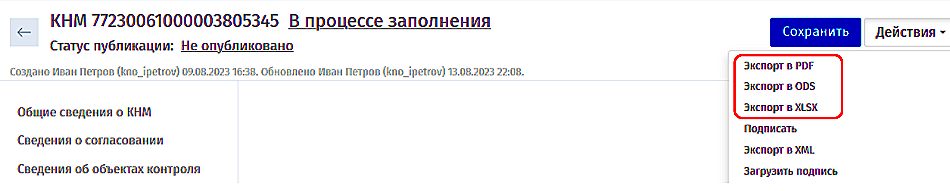 КНМ 77230061000003805345 В процессе заполнения
Статус публикации: Не опубликовано
Сохранить
Действия
Создано Иван Петров (kno_ipetrov) 09.08.2023 16:38. Обновлено Иван Петров (kno_ipetrov) 13.08.2023 22:08.
Экспорт в PDF
Экспорт в ODS
Экспорт в XLSX
Подписать
Экспорт в XML
Загрузить подпись
Общие сведения о КНМ
Сведения о согласовании
Сведения об объектах контроля